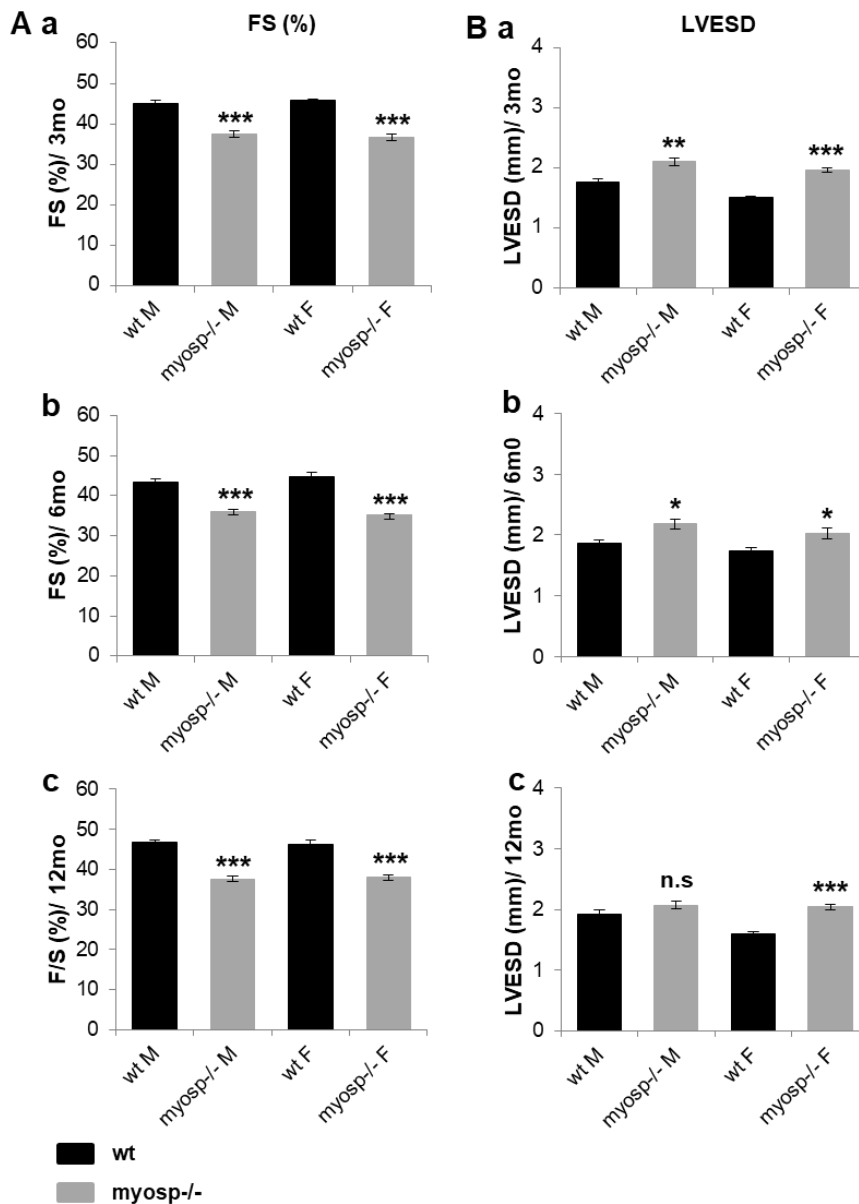 A a
FS (%)
FS (%)/ 3mo
60
50
40
30
20
10
0
***
***
wt M
myosp-/- M
wt F
myosp-/- F
B a
LVESD
LVESD (mm)/ 3mo
4
3
2
1
0
**
***
wt M
myosp-/- M
wt F
myosp-/- F
b
FS (%)/ 6mo
60
50
40
30
20
10
0
***
***
wt M
myosp-/- M
wt F
myosp-/- F
b
LVESD (mm)/ 6m0
4
3
2
1
0
*
*
wt M
myosp-/- M
wt F
myosp-/- F
c
F/S (%)/ 12mo
60
50
40
30
20
10
0
***
***
wt M
myosp-/- M
wt F
myosp-/- F
c
LVESD (mm)/ 12mo
4
3
2
1
0
n.s
***
wt M
myosp-/- M
wt F
myosp-/- F
wt
myosp-/-